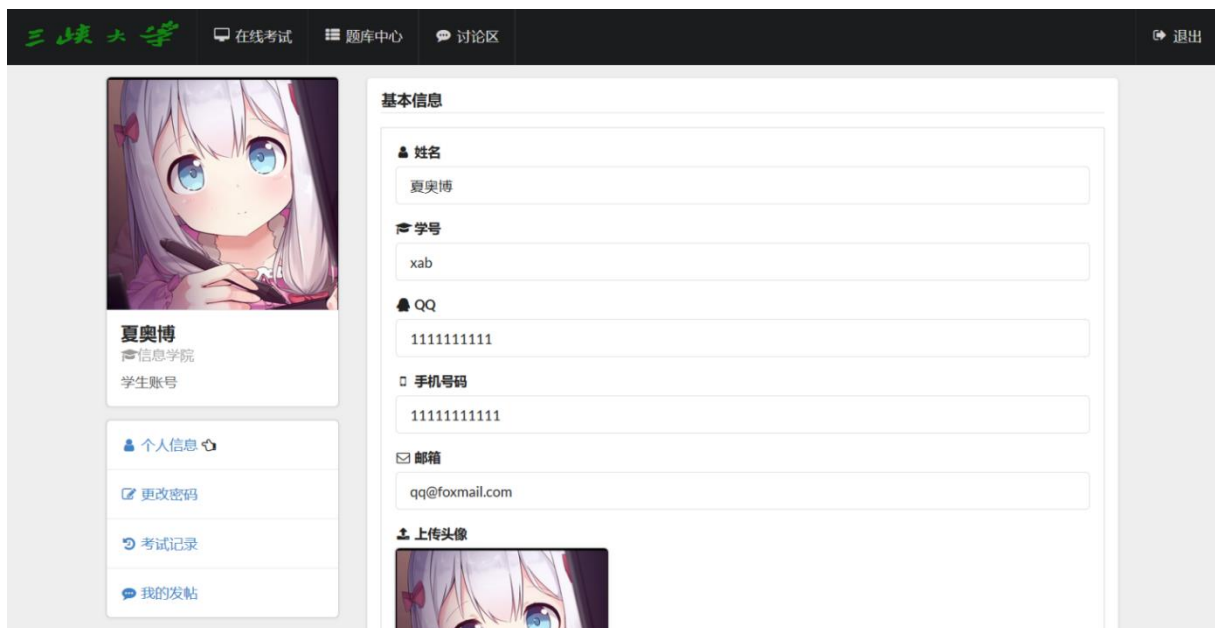 三峡大学 在线考试 题库中心 讨论区 退出
夏奥博
信息学院
学生账号
个人信息
更改密码
考试记录
我的发帖
基本信息
姓名
夏奥博
学号
xab
QQ
1111111111
手机号码
11111111111
邮箱
qq@foxmail.com
上传头像